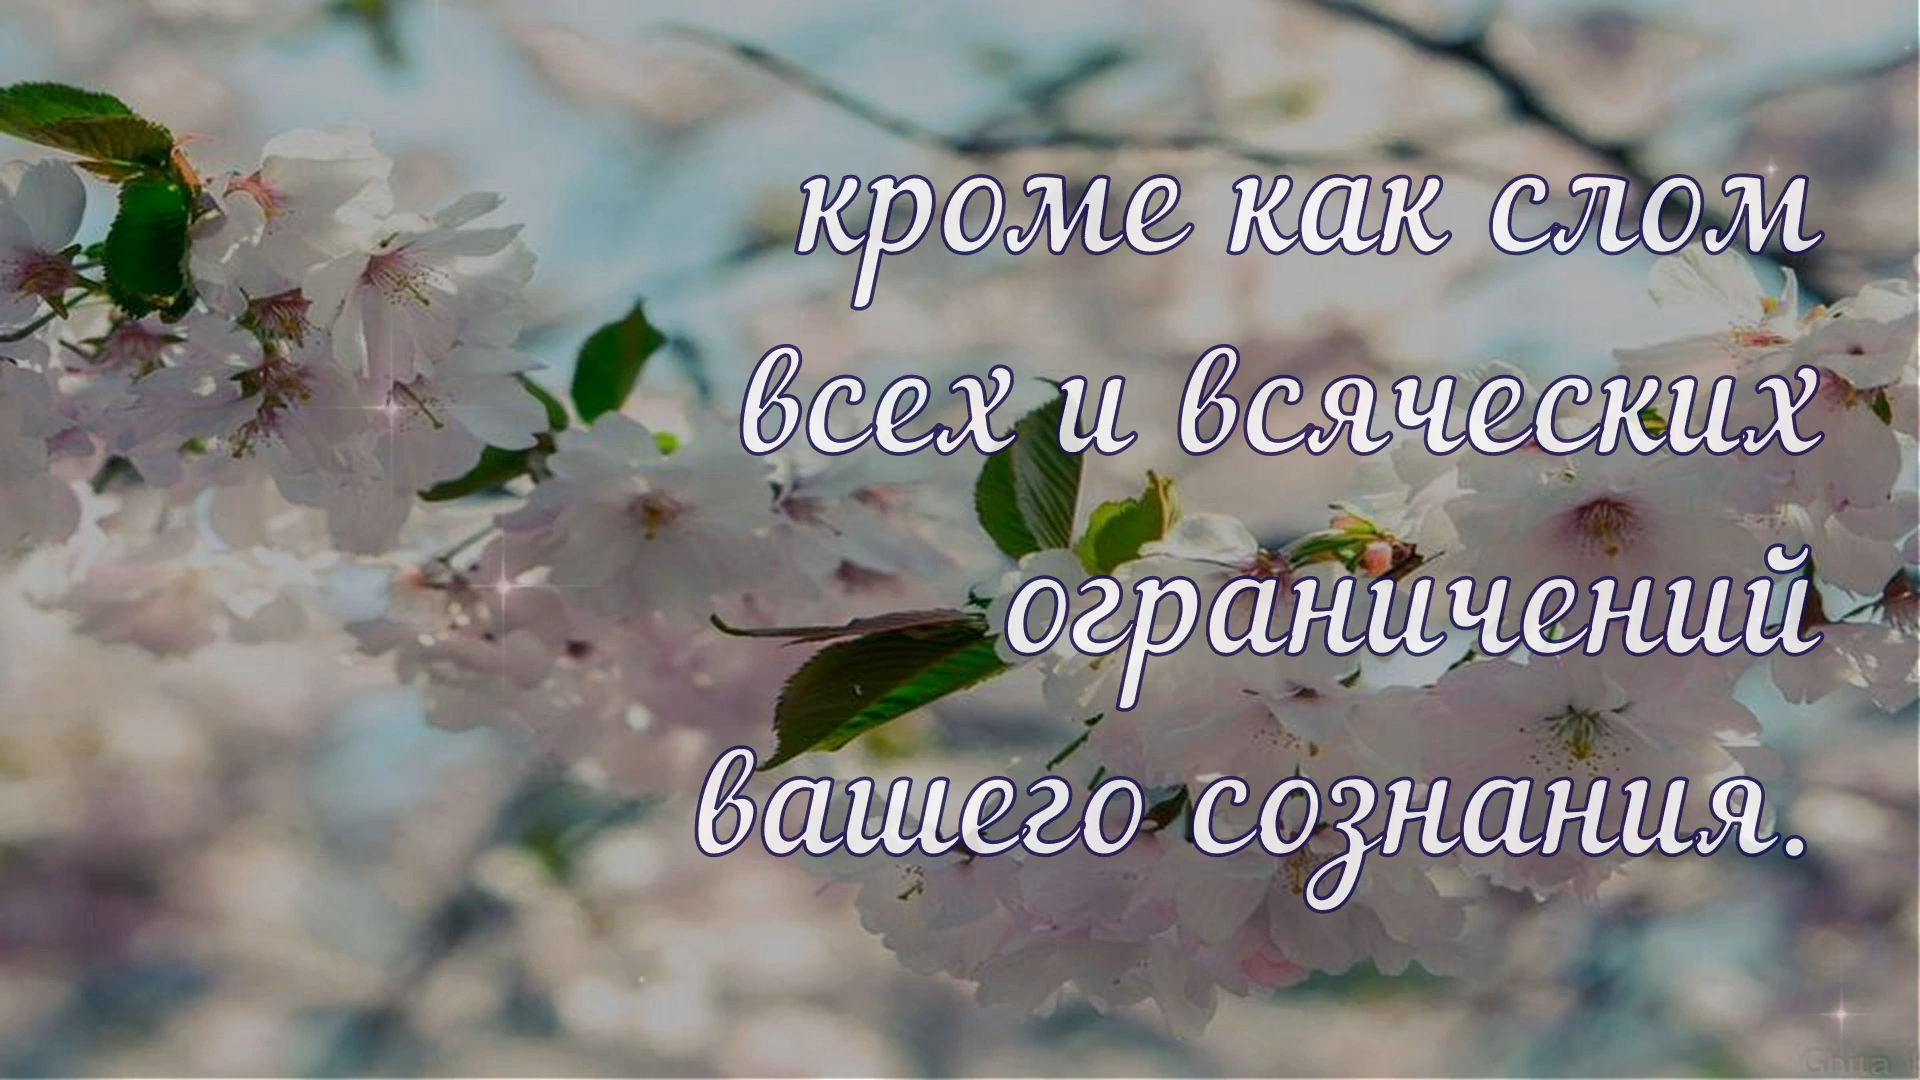 кроме как слом
всех и всяческих
ограничений
вашего сознания.